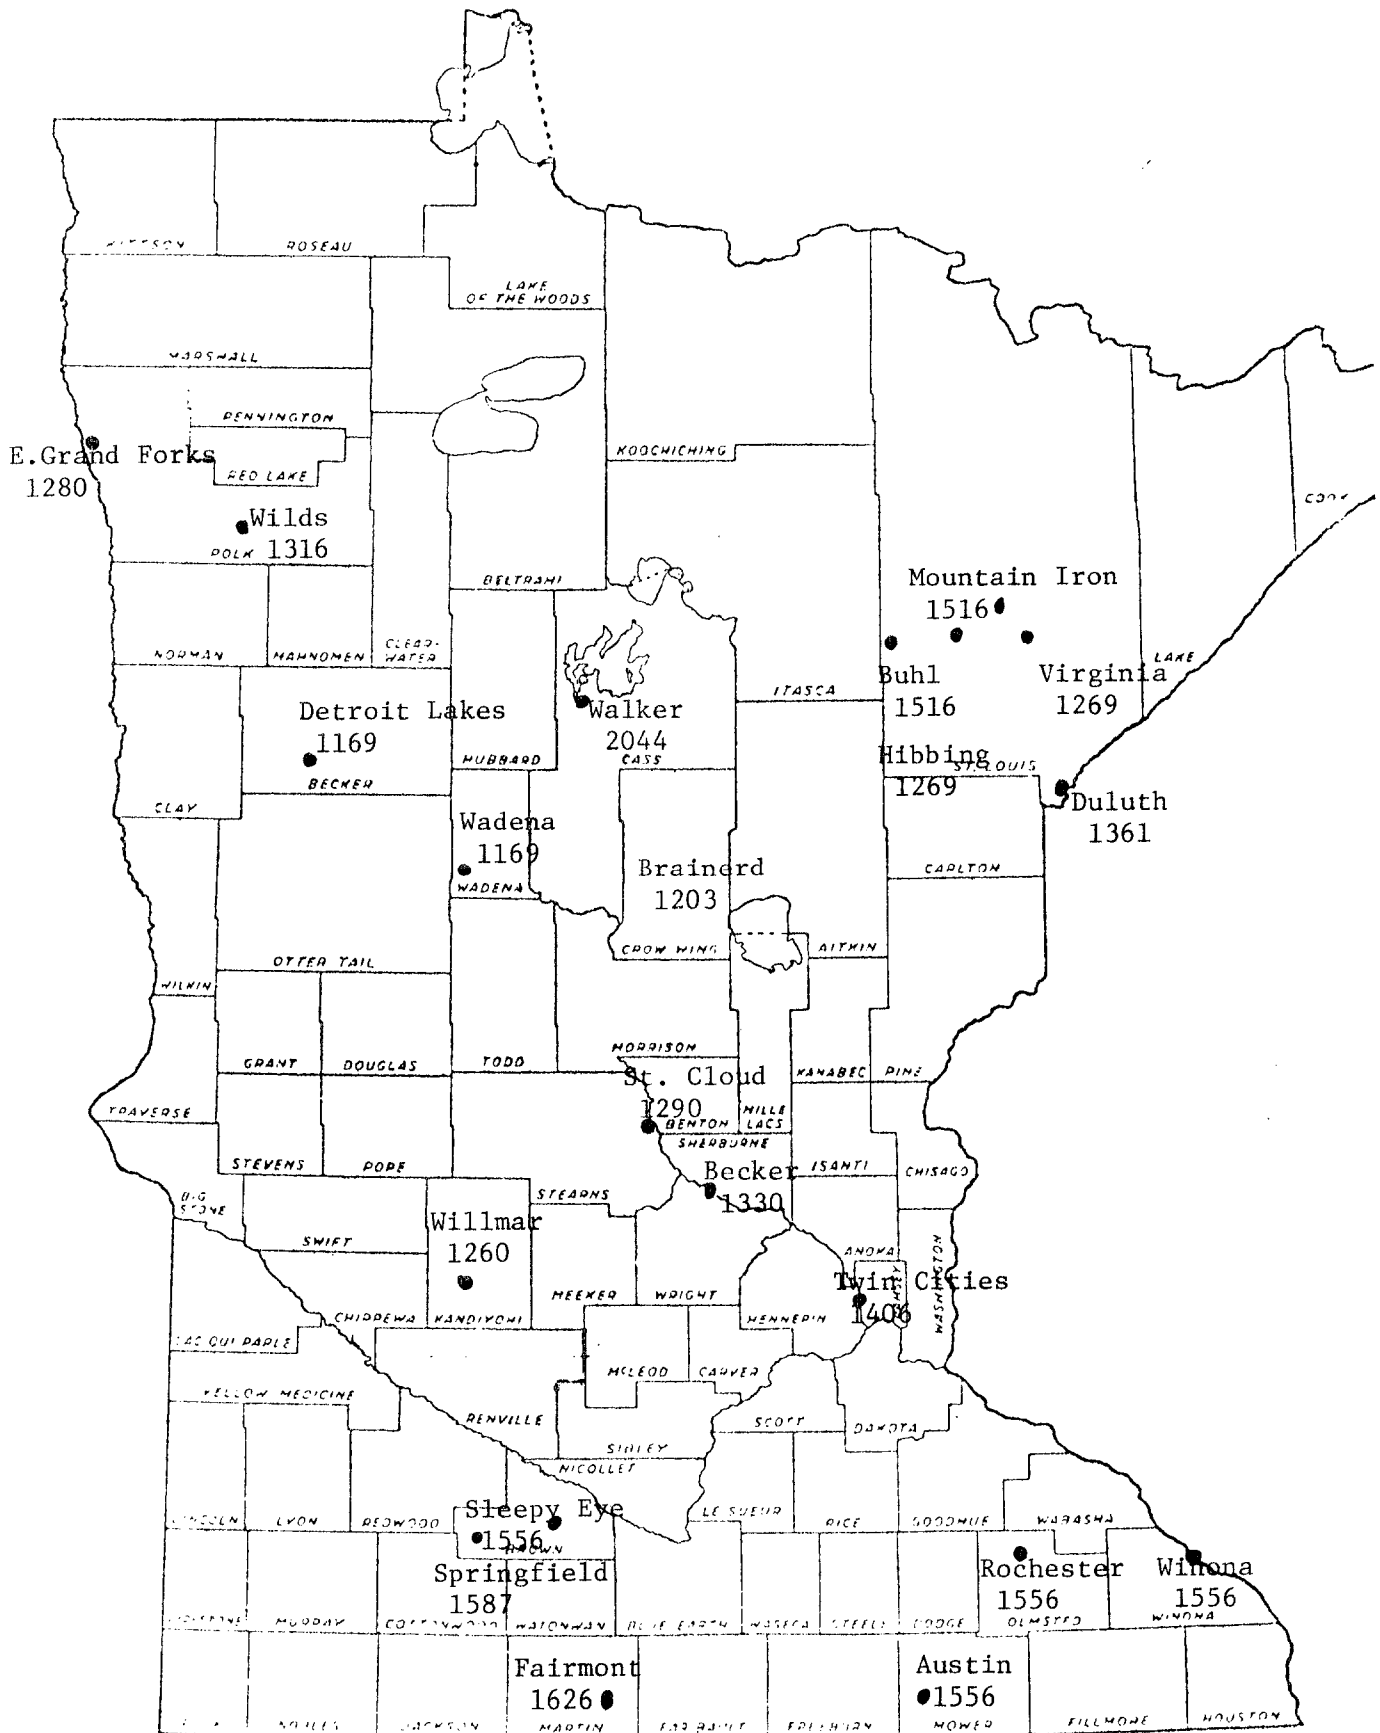 KITTSON
ROSEAU
LAKE
OF THE WOODS
MARSHALL
PENNINGTON
KOOCHICHING
E.Grand Forks
1280
RED LAKE
COOK
Wilds
1316
POLK
BELTRAMI
Mountain Iron
1516
NORMAN
MAHNOMEN
CLEAR-
WATER
LAKE
Buhl
1516
Virginia
1269
ITASCA
Detroit Lakes
1169
Walker
2044
HUBBARD
CASS
Hibbing
1269
ST. LOUIS
BECKER
Duluth
1361
CLAY
Wadena
1169
WADENA
Brainerd
1203
CARLTON
CROW WING
AITKIN
OTTER TAIL
WILKIN
GRANT
DOUGLAS
TODD
MORRISON
St. Cloud
1290
KANABEC
PINE
TRAVERSE
BENTON
MILLE
LACS
SHERBURNE
STEVENS
POPE
Becker
1330
ISANTI
CHISAGO
BIG
STONE
STEARNS
Willmar
1260
SWIFT
ANOKA
WASHINGTON
Twin Cities
1406
MEEKER
WRIGHT
HENNEPIN
CHIPPEWA
KANDIYOHI
LAC QUI PARLE
McLEOD
CARVER
YELLOW MEDICINE
RENVILLE
SCOTT
DAKOTA
SIBLEY
NICOLLET
Sleepy Eye
1556
LE SUEUR
LINCOLN
LYON
REDWOOD
BROWN
RICE
GOODHUE
WABASHA
Springfield
1587
Rochester
1556
Winona
1556
MURRAY
COTTONWOOD
WATONWAN
BLUE EARTH
WASECA
STEELE
DODGE
OLMSTED
WINONA
Fairmont
1626
Austin
1556
NOBLES
JACKSON
MARTIN
FARIBAULT
FREEBORN
MOWER
FILLMORE
HOUSTON